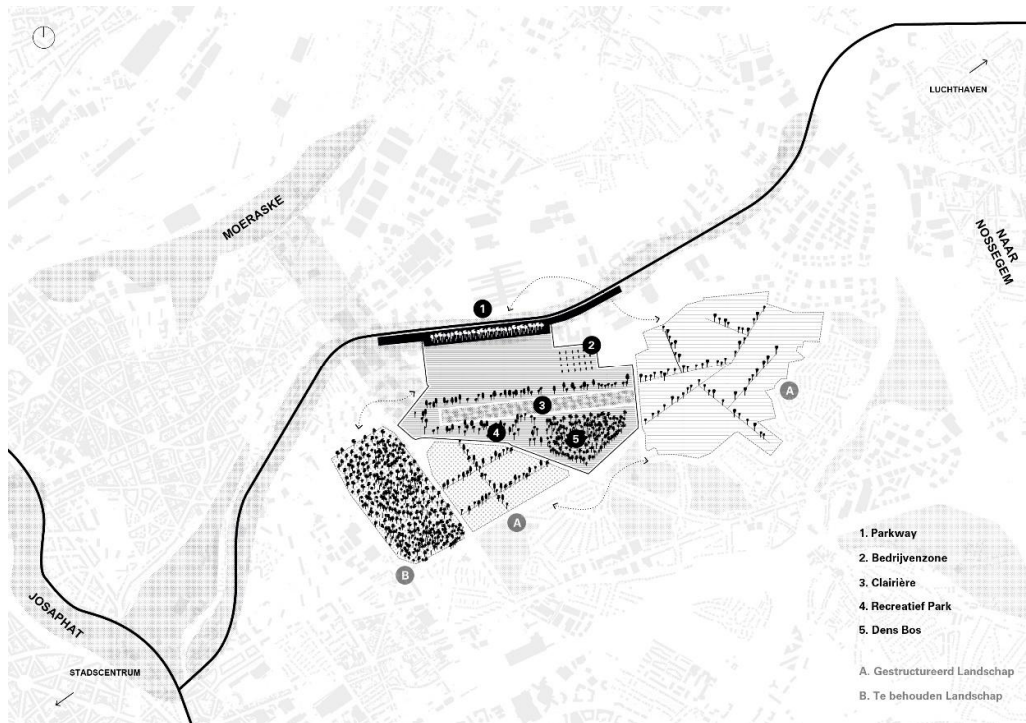 LUCHTHAVEN
MOERASKE
NAAR
NOSSEGEM
1
2
A
3
4
5
A
B
1. Parkway
2. Bedrijvenzone
3. Clairière
4. Recreatief Park
5. Dens Bos
A. Gestructureerd Landschap
B. Te behouden Landschap
JOSAPHAT
STADSCENTRUM